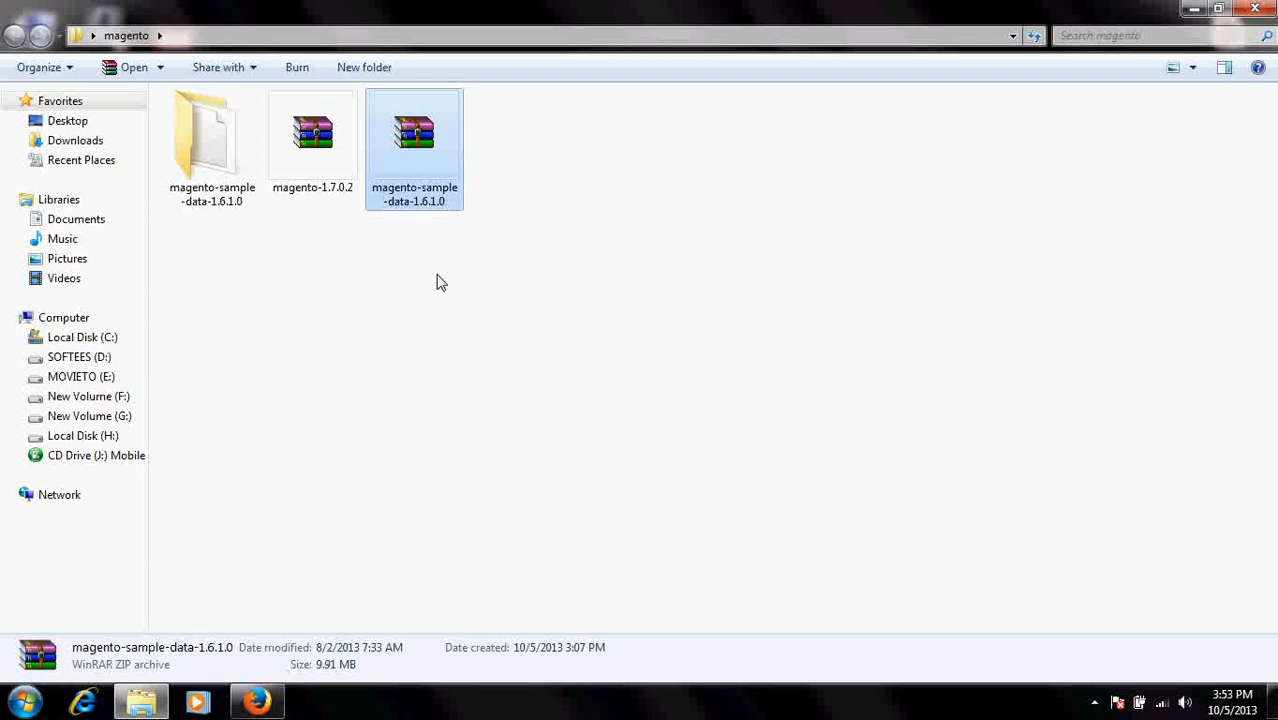 magento
Search magento
Organize
Open
Share with
Burn
New folder
Favorites
Desktop
Downloads
Recent Places
Libraries
Documents
Music
Pictures
Videos
Computer
Local Disk (C:)
SOFTEES (D:)
MOVIETO (E:)
New Volume (F:)
New Volume (G:)
Local Disk (H:)
CD Drive (J:) Mobile
Network
magento-sample
-data-1.6.1.0
magento-1.7.0.2
magento-sample
-data-1.6.1.0
magento-sample-data-1.6.1.0 Date modified: 8/2/2013 7:33 AM Date created: 10/5/2013 3:07 PM
WinRAR ZIP archive Size: 9.91 MB
3:53 PM
10/5/2013